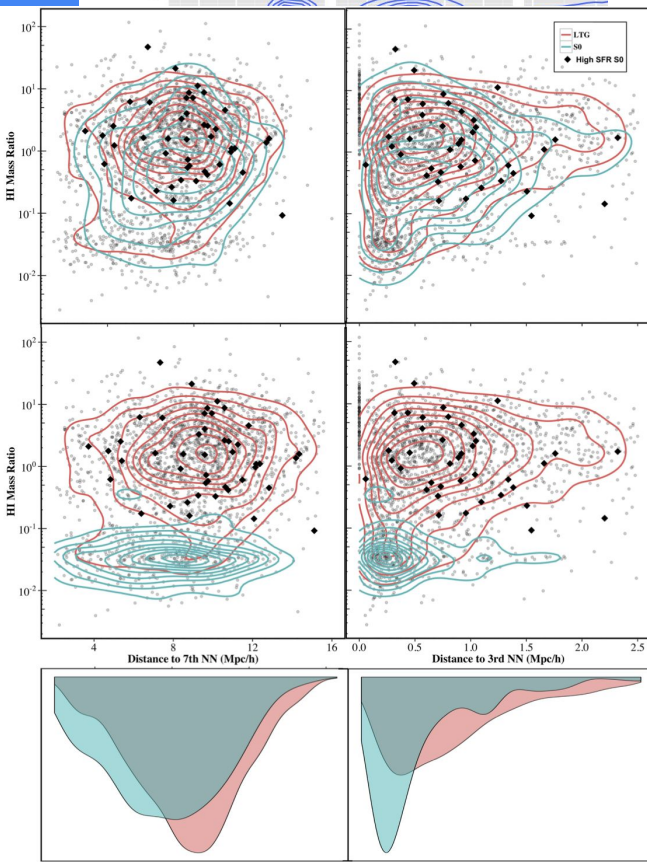 10²
10¹
10⁰
10⁻¹
10⁻²
HI Mass Ratio
LTG
S0
High SFR S0
10²
10¹
10⁰
10⁻¹
10⁻²
HI Mass Ratio
4 8 12 16 0.0 0.5 1.0 1.5 2.0 2.5
Distance to 7th NN (Mpc/h) Distance to 3rd NN (Mpc/h)